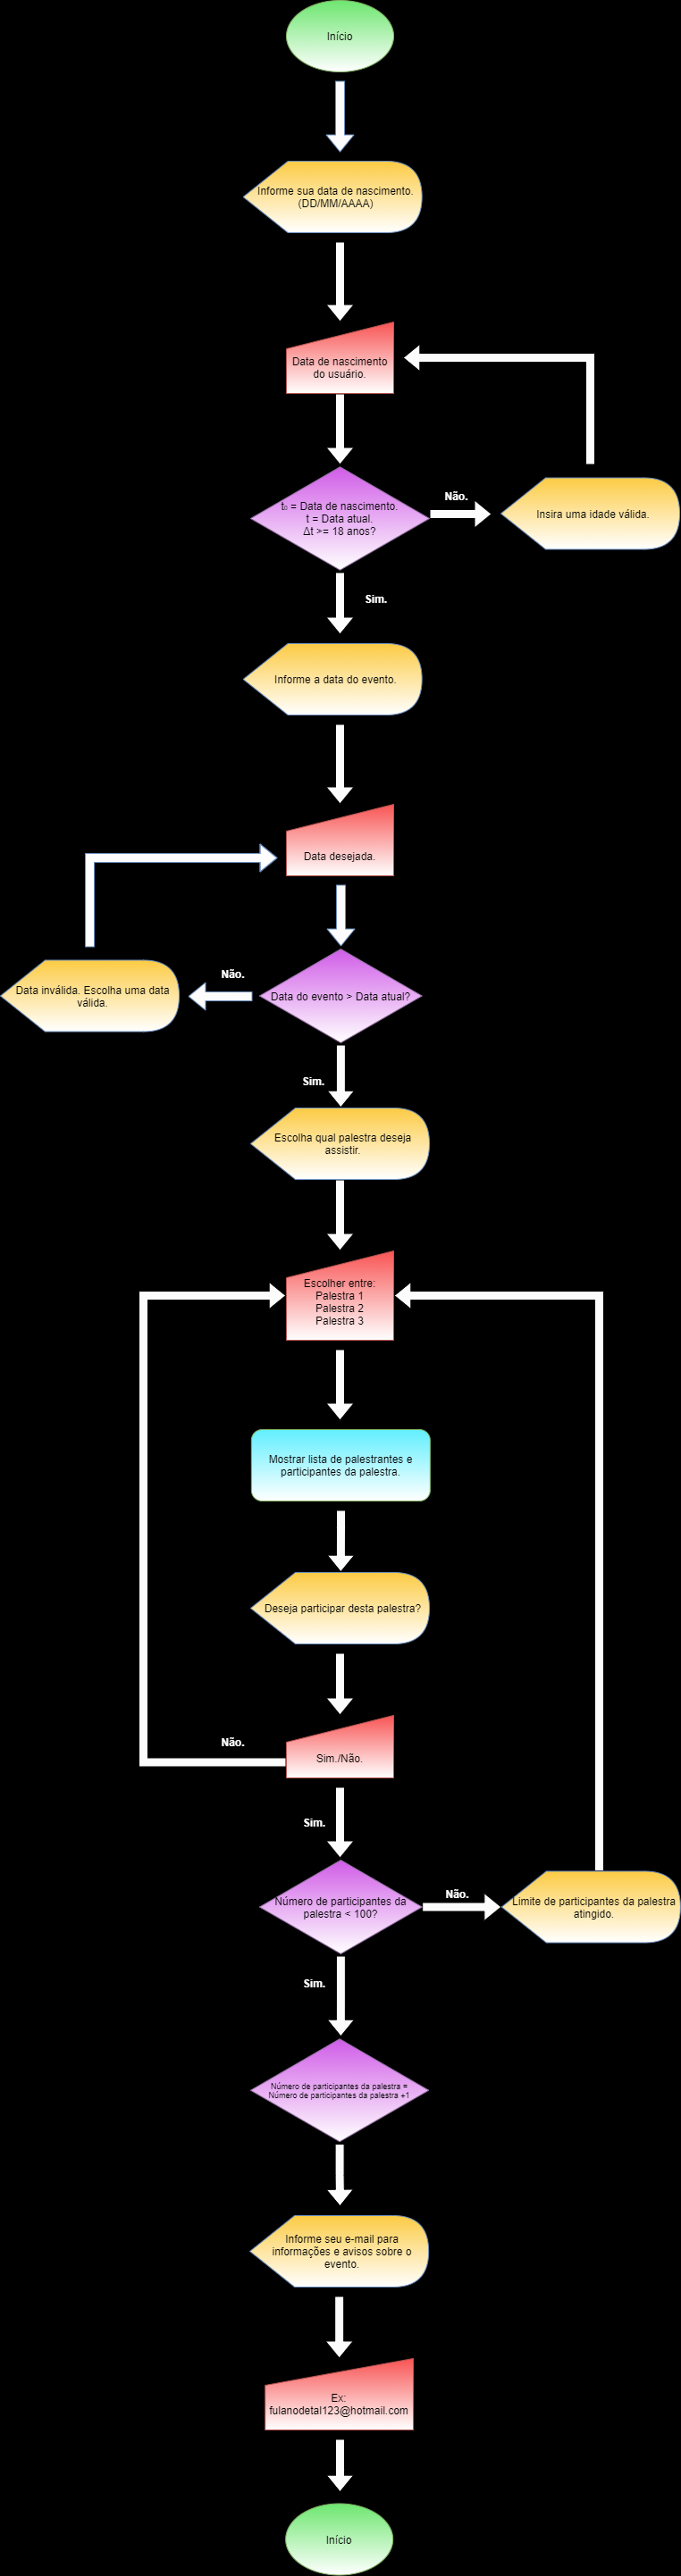 Início
Informe sua data de nascimento.
(DD/MM/AAAA)
Data de nascimento
do usuário.
t₀ = Data de nascimento.
t = Data atual.
Δt >= 18 anos?
Não.
Insira uma idade válida.
Sim.
Informe a data do evento.
Data desejada.
Não.
Data inválida. Escolha uma data
válida.
Data do evento > Data atual?
Sim.
Escolha qual palestra deseja
assistir.
Escolher entre:
Palestra 1
Palestra 2
Palestra 3
Mostrar lista de palestrantes e
participantes da palestra.
Deseja participar desta palestra?
Não.
Sim./Não.
Sim.
Número de participantes da
palestra < 100?
Não.
Limite de participantes da palestra
atingido.
Sim.
Número de participantes da palestra =
Número de participantes da palestra +1
Informe seu e-mail para
informações e avisos sobre o
evento.
Ex:
fulanodetal123@hotmail.com
Início